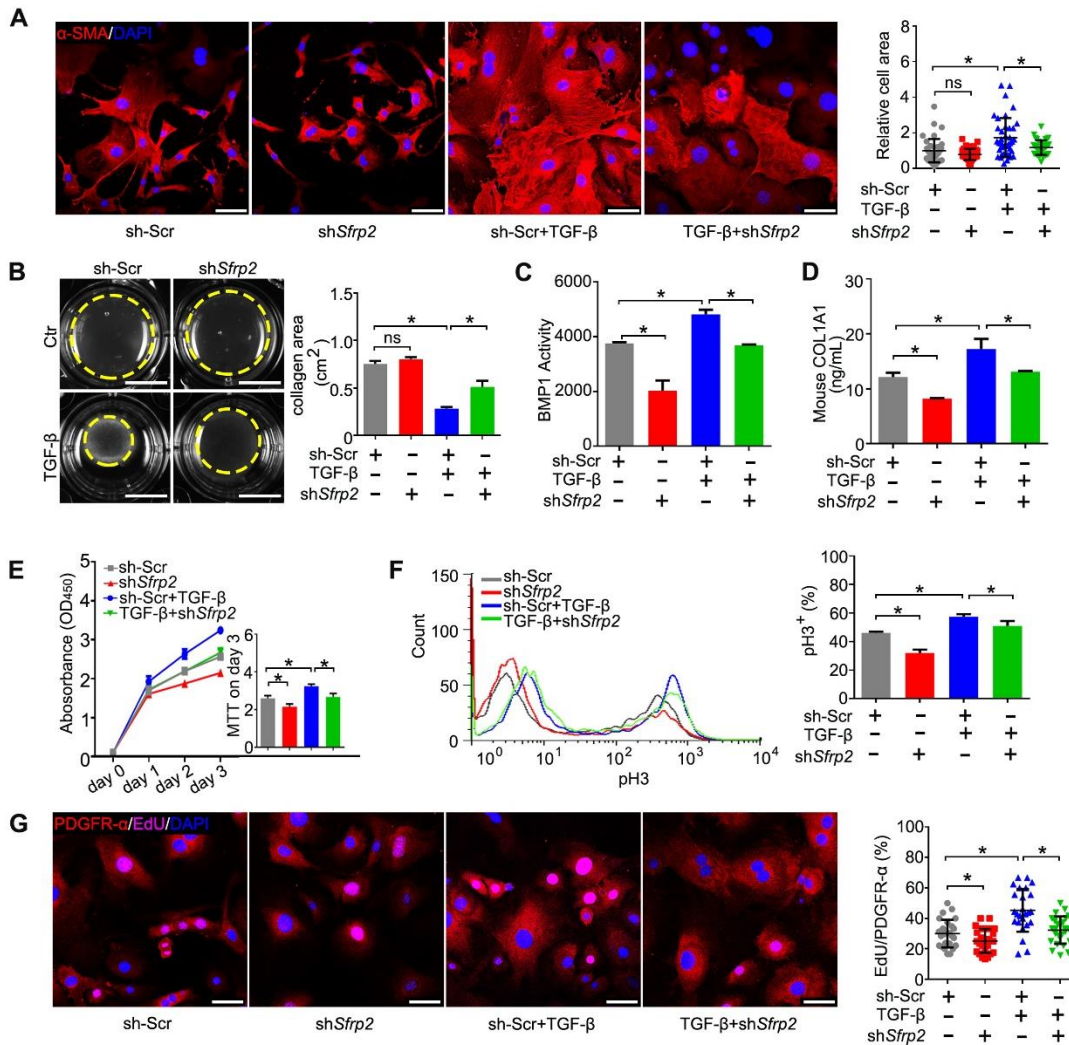 A
α-SMA/DAPI
sh-Scr
shSfrp2
sh-Scr+TGF-β
TGF-β+shSfrp2
Relative cell area
8
6
4
2
0
ns
*
*
sh-Scr + − + −
TGF-β − − + +
shSfrp2 − + − +
B
sh-Scr
shSfrp2
Ctr
TGF-β
collagen area
(cm2)
1.5
1.0
0.5
0.0
ns
*
*
sh-Scr + − + −
TGF-β − − + +
shSfrp2 − + − +
C
BMP1 Activity
6000
4000
2000
0
*
*
*
sh-Scr + − + −
TGF-β − − + +
shSfrp2 − + − +
D
Mouse COL1A1
(ng/mL)
30
20
10
0
*
*
*
sh-Scr + − + −
TGF-β − − + +
shSfrp2 − + − +
E
Abosorbance (OD450)
5
4
3
2
1
0
day 0
day 1
day 2
day 3
sh-Scr
shSfrp2
sh-Scr+TGF-β
TGF-β+shSfrp2
MTT on day 3
6
4
2
0
*
*
*
F
Count
150
100
50
0
10^0
10^1
10^2
10^3
10^4
pH3
sh-Scr
shSfrp2
sh-Scr+TGF-β
TGF-β+shSfrp2
pH3+ (%)
100
80
60
40
20
0
*
*
*
sh-Scr + − + −
TGF-β − − + +
shSfrp2 − + − +
G
PDGFR-α/EdU/DAPI
sh-Scr
shSfrp2
sh-Scr+TGF-β
TGF-β+shSfrp2
EdU/PDGFR-α (%)
100
80
60
40
20
0
*
*
*
sh-Scr + − + −
TGF-β − − + +
shSfrp2 − + − +